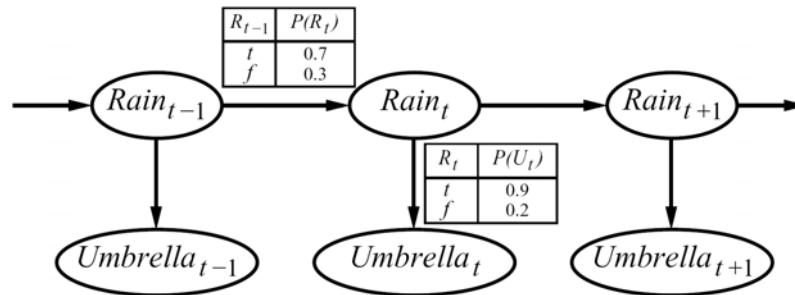 R_{t-1} P(R_t)
t 0.7
f 0.3
Rain_{t-1} Rain_t Rain_{t+1}
R_t P(U_t)
t 0.9
f 0.2
Umbrella_{t-1} Umbrella_t Umbrella_{t+1}